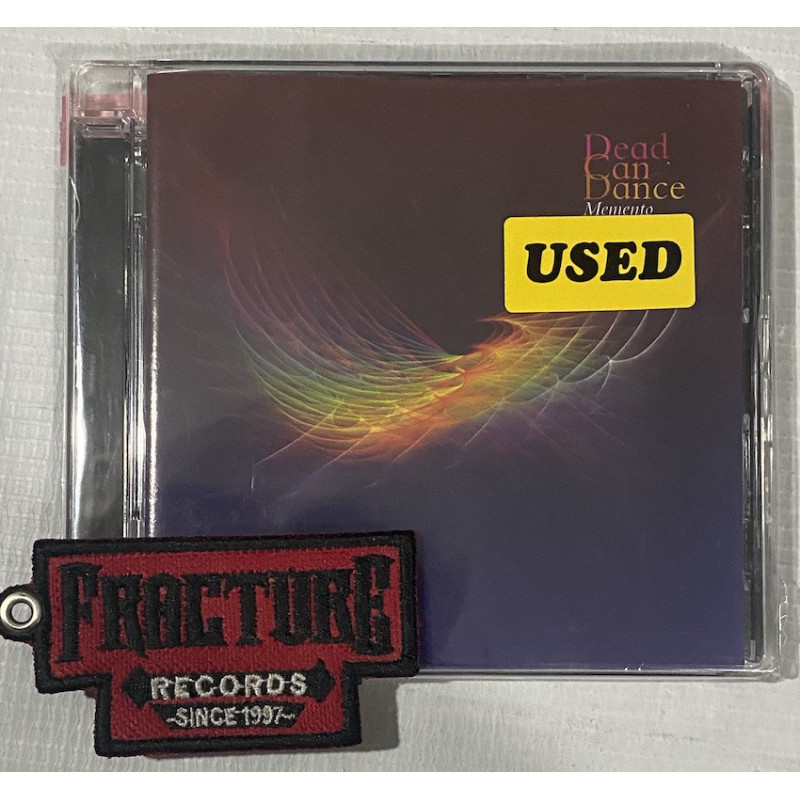 Dead
Can
Dance
Memento
USED
FRACTURE
RECORDS
-SINCE 1997-